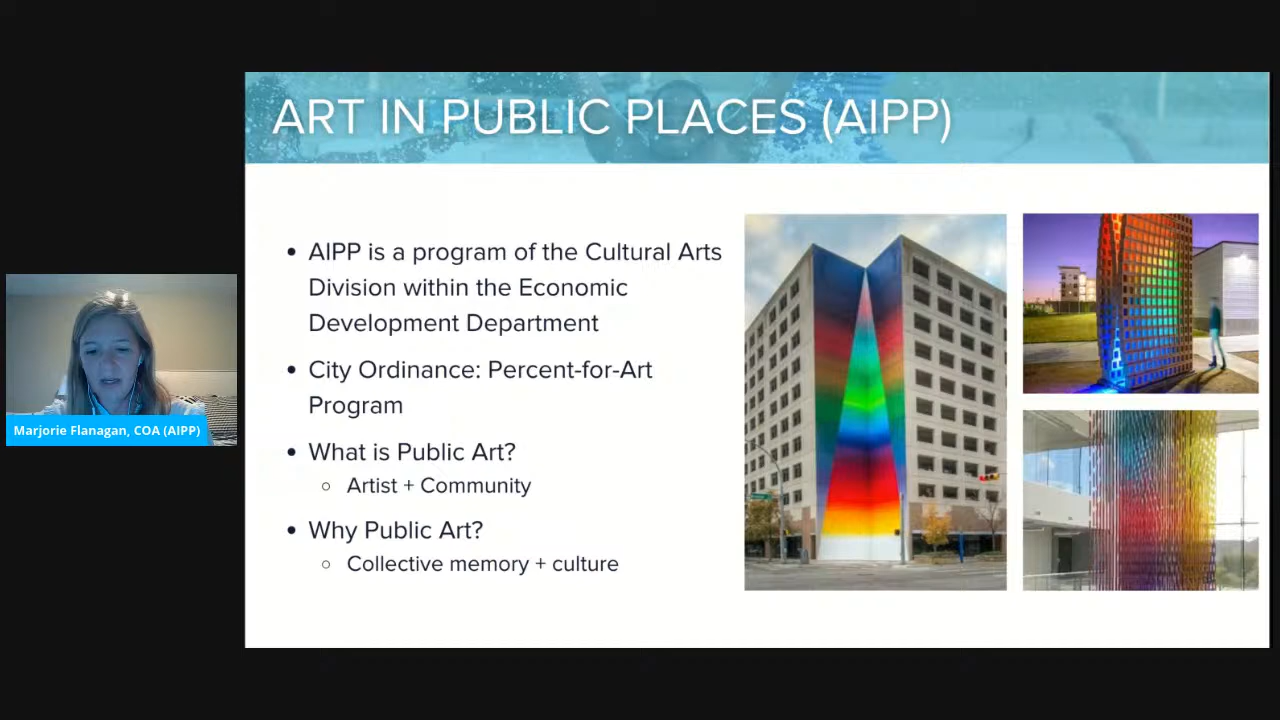 ART IN PUBLIC PLACES (AIPP)
• AIPP is a program of the Cultural Arts
Division within the Economic
Development Department
• City Ordinance: Percent-for-Art
Program
• What is Public Art?
○ Artist + Community
• Why Public Art?
○ Collective memory + culture
Marjorie Flanagan, COA (AIPP)